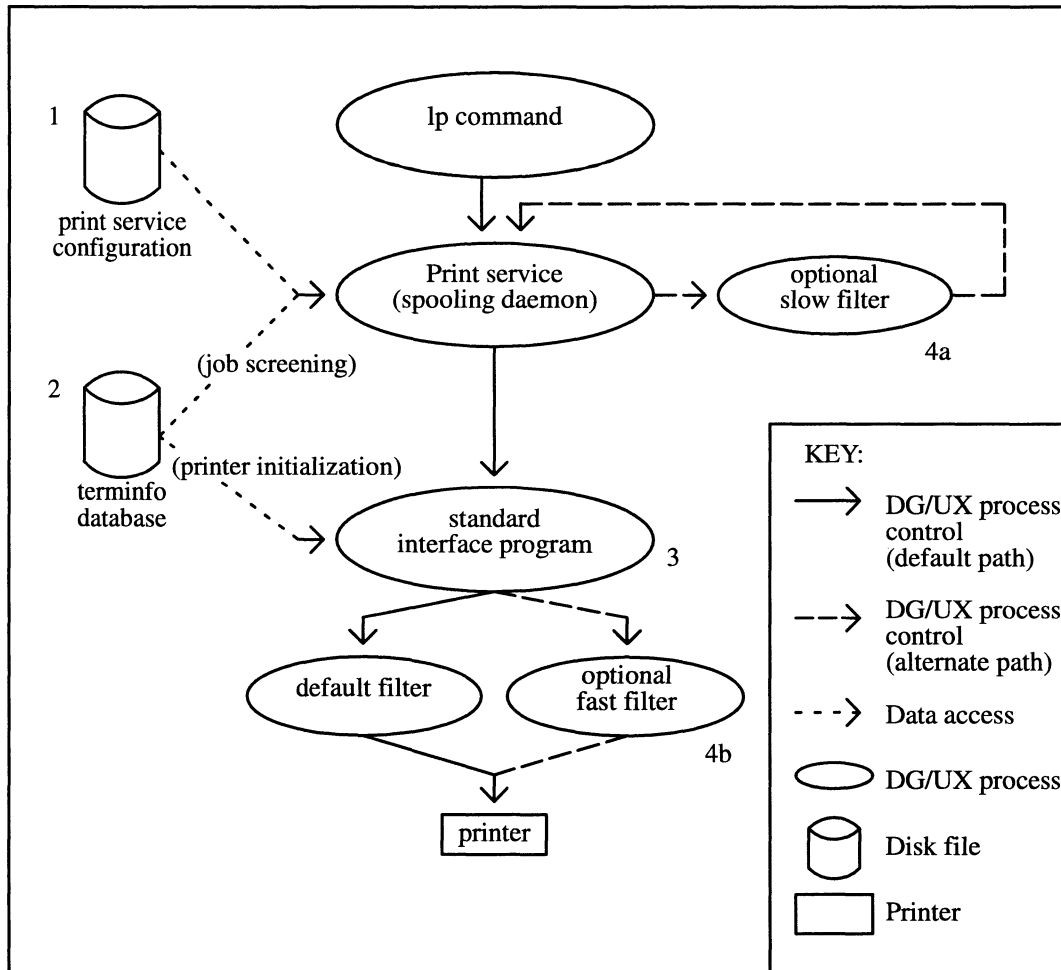 1
lp command
print service
configuration
Print service
(spooling daemon)
optional
slow filter
4a
(job screening)
2
(printer initialization)
terminfo
database
standard
interface program
3
default filter
optional
fast filter
4b
printer
KEY:
DG/UX process
control
(default path)
DG/UX process
control
(alternate path)
Data access
DG/UX process
Disk file
Printer